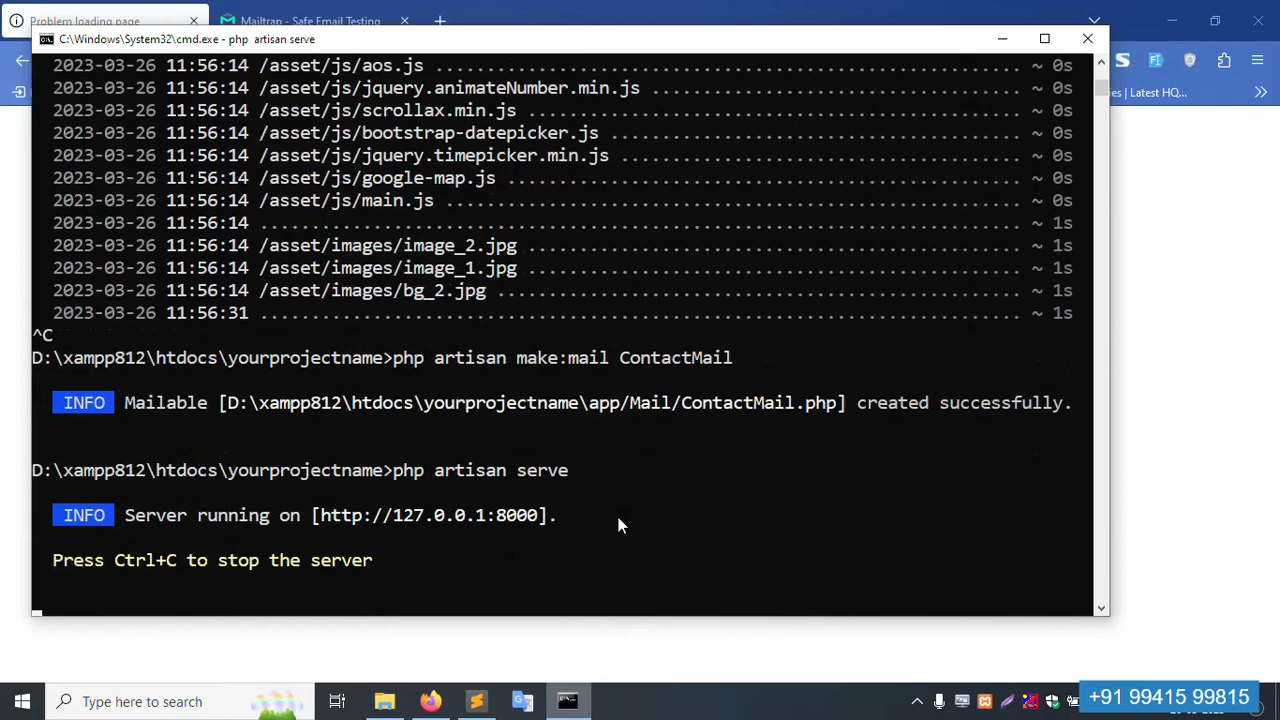 Problem loading page
Mailtrap - Safe Email Testing
C:\Windows\System32\cmd.exe - php artisan serve
ies | Latest HQ...
2023-03-26 11:56:14 /asset/js/aos.js ~ 0s
2023-03-26 11:56:14 /asset/js/jquery.animateNumber.min.js ~ 0s
2023-03-26 11:56:14 /asset/js/scrollax.min.js ~ 0s
2023-03-26 11:56:14 /asset/js/bootstrap-datepicker.js ~ 0s
2023-03-26 11:56:14 /asset/js/jquery.timepicker.min.js ~ 0s
2023-03-26 11:56:14 /asset/js/google-map.js ~ 0s
2023-03-26 11:56:14 /asset/js/main.js ~ 0s
2023-03-26 11:56:14 ~ 1s
2023-03-26 11:56:14 /asset/images/image_2.jpg ~ 1s
2023-03-26 11:56:14 /asset/images/image_1.jpg ~ 1s
2023-03-26 11:56:14 /asset/images/bg_2.jpg ~ 1s
2023-03-26 11:56:31 ~ 1s
^C
D:\xampp812\htdocs\yourprojectname>php artisan make:mail ContactMail
INFO Mailable [D:\xampp812\htdocs\yourprojectname\app/Mail/ContactMail.php] created successfully.
D:\xampp812\htdocs\yourprojectname>php artisan serve
INFO Server running on [http://127.0.0.1:8000].
Press Ctrl+C to stop the server
Type here to search
+91 99415 99815